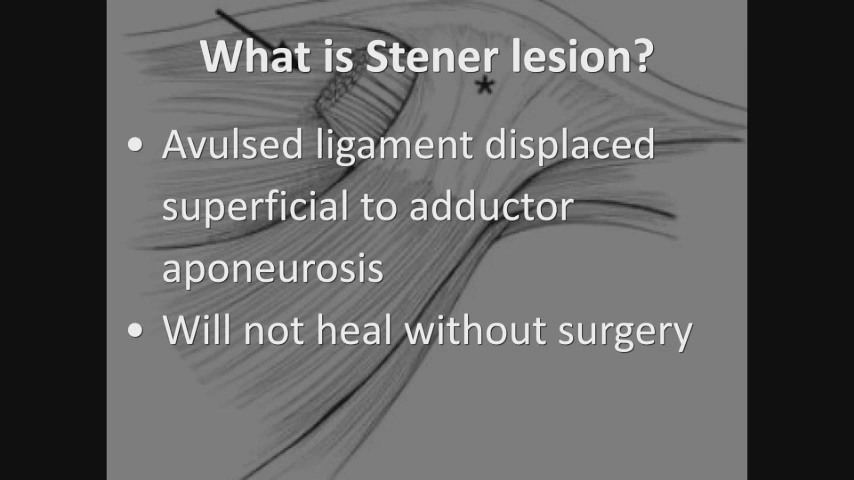 What is Stener lesion?
• Avulsed ligament displaced
superficial to adductor
aponeurosis
• Will not heal without surgery
*